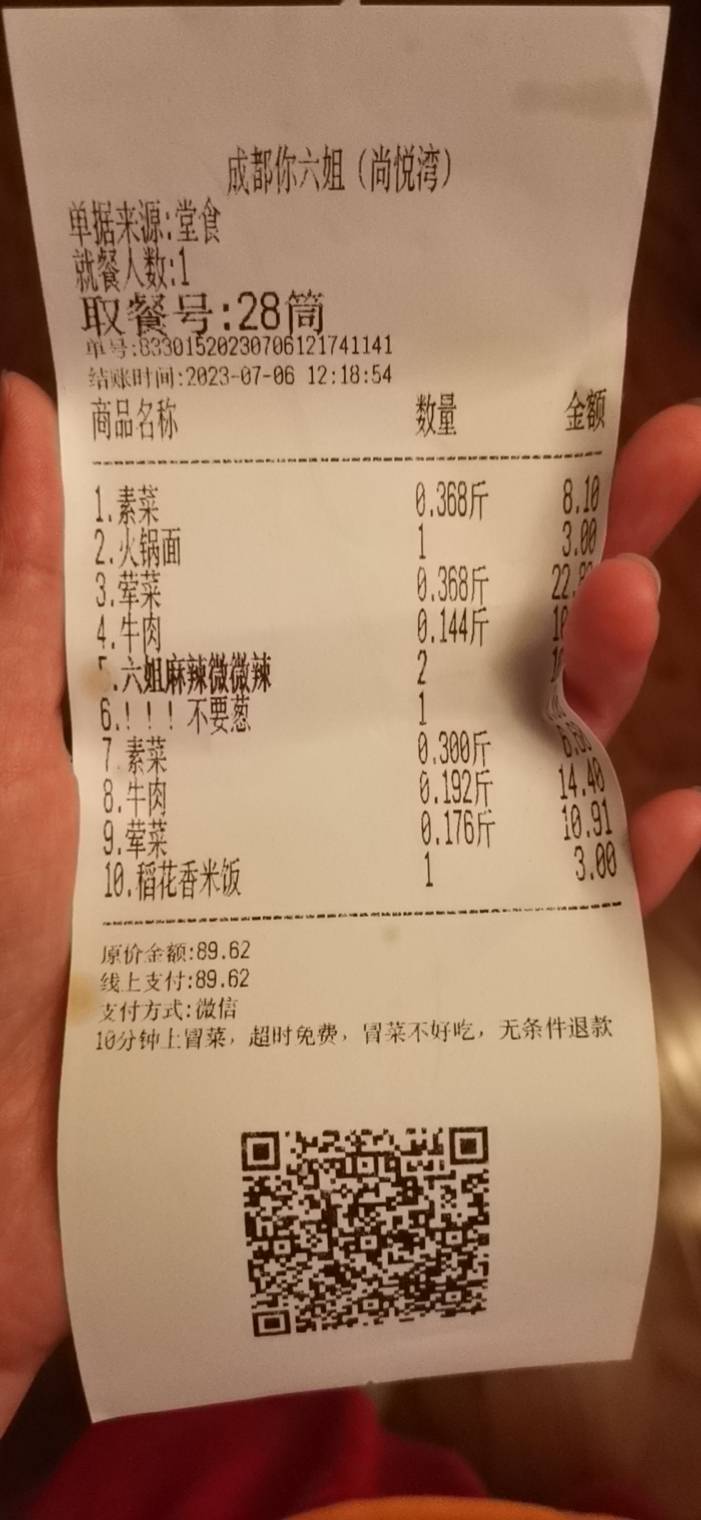 成都你六姐（尚悦湾）
单据来源:堂食
就餐人数:1
取餐号:28筒
单号:833015202307061217411​41
结账时间:2023-07-06 12:18:54
商品名称 数量 金额
1.素菜 0.368斤 8.10
2.火锅面 1 3.00
3.荤菜 0.368斤
4.牛肉 0.144斤
5.六姐麻辣微微辣 2
6.！！！不要葱 1
7.素菜 0.300斤
8.牛肉 0.192斤 14.40
9.荤菜 0.176斤 10.91
10.稻花香米饭 1 3.00
原价金额:89.62
线上支付:89.62
支付方式:微信
10分钟上冒菜，超时免费，冒菜不好吃，无条件退款